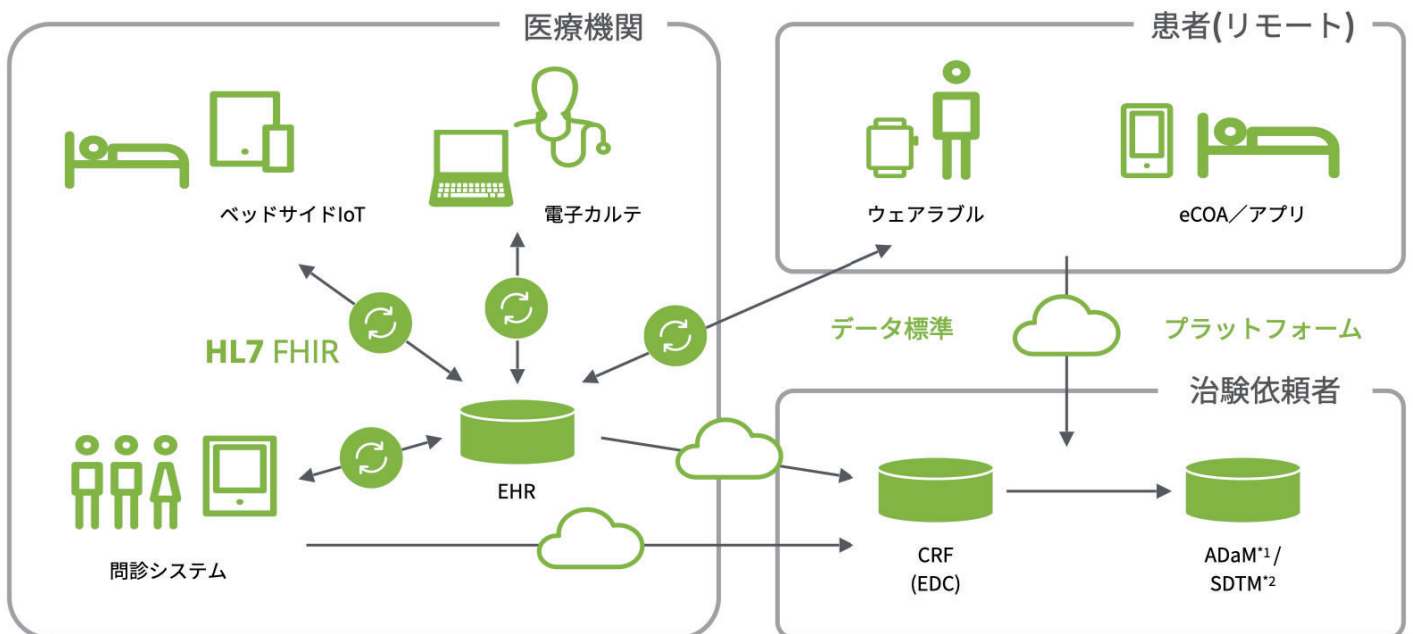 医療機関
患者(リモート)
ベッドサイドIoT
電子カルテ
ウェアラブル
eCOA／アプリ
HL7 FHIR
データ標準
プラットフォーム
治験依頼者
EHR
問診システム
CRF
(EDC)
ADaM*1 /
SDTM*2